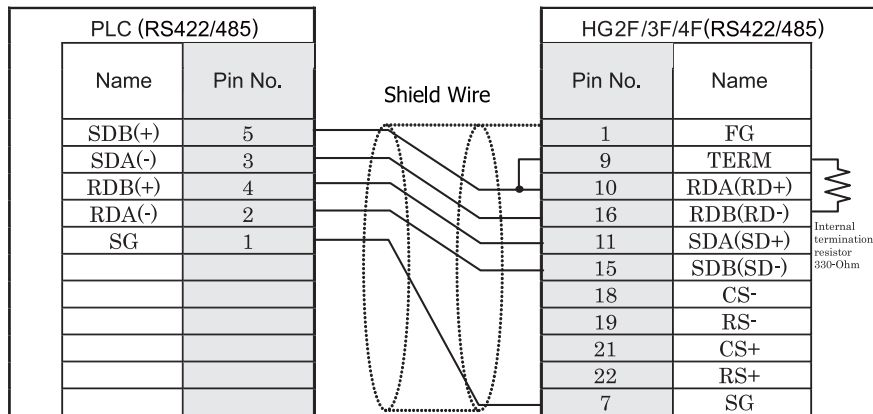 PLC (RS422/485)
HG2F/3F/4F(RS422/485)
Name Pin No.
Shield Wire
Pin No. Name
SDB(+) 5
1 FG
SDA(-) 3
9 TERM
RDB(+) 4
10 RDA(RD+)
RDA(-) 2
16 RDB(RD-)
SG 1
11 SDA(SD+)
15 SDB(SD-)
18 CS-
19 RS-
21 CS+
22 RS+
7 SG
Internal
termination
resistor
330-Ohm